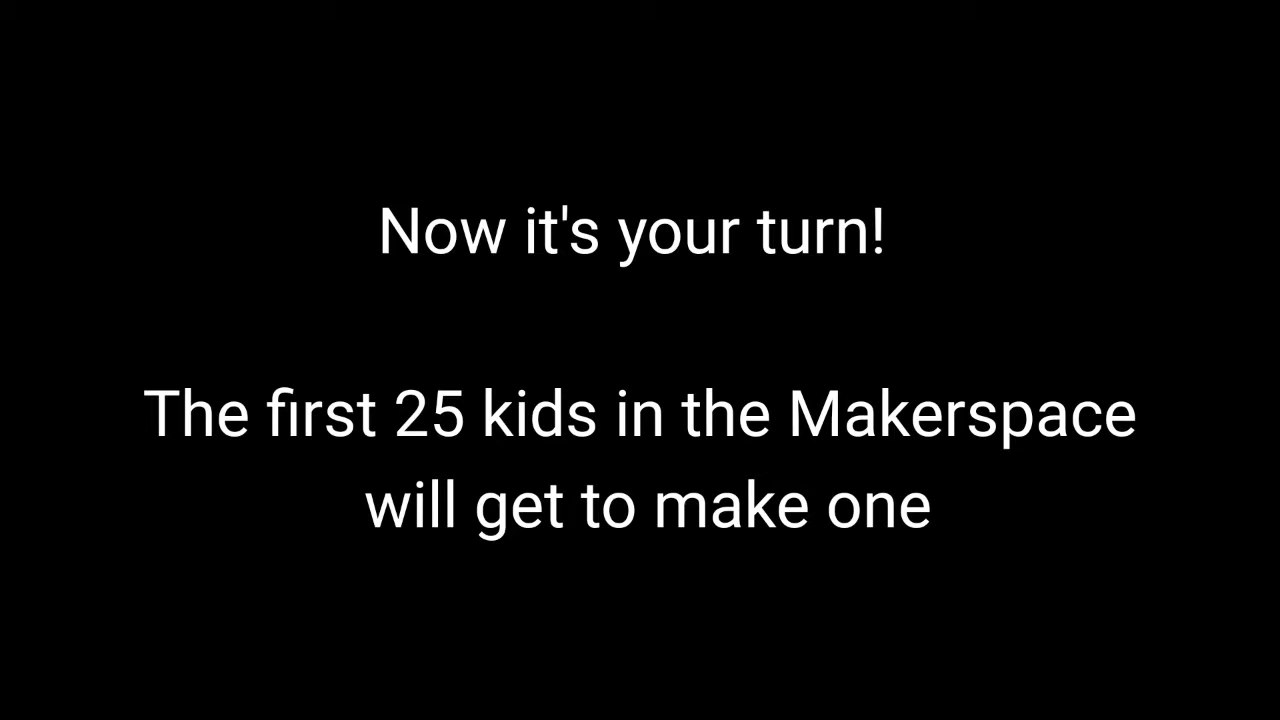 Now it's your turn!
The first 25 kids in the Makerspace
will get to make one